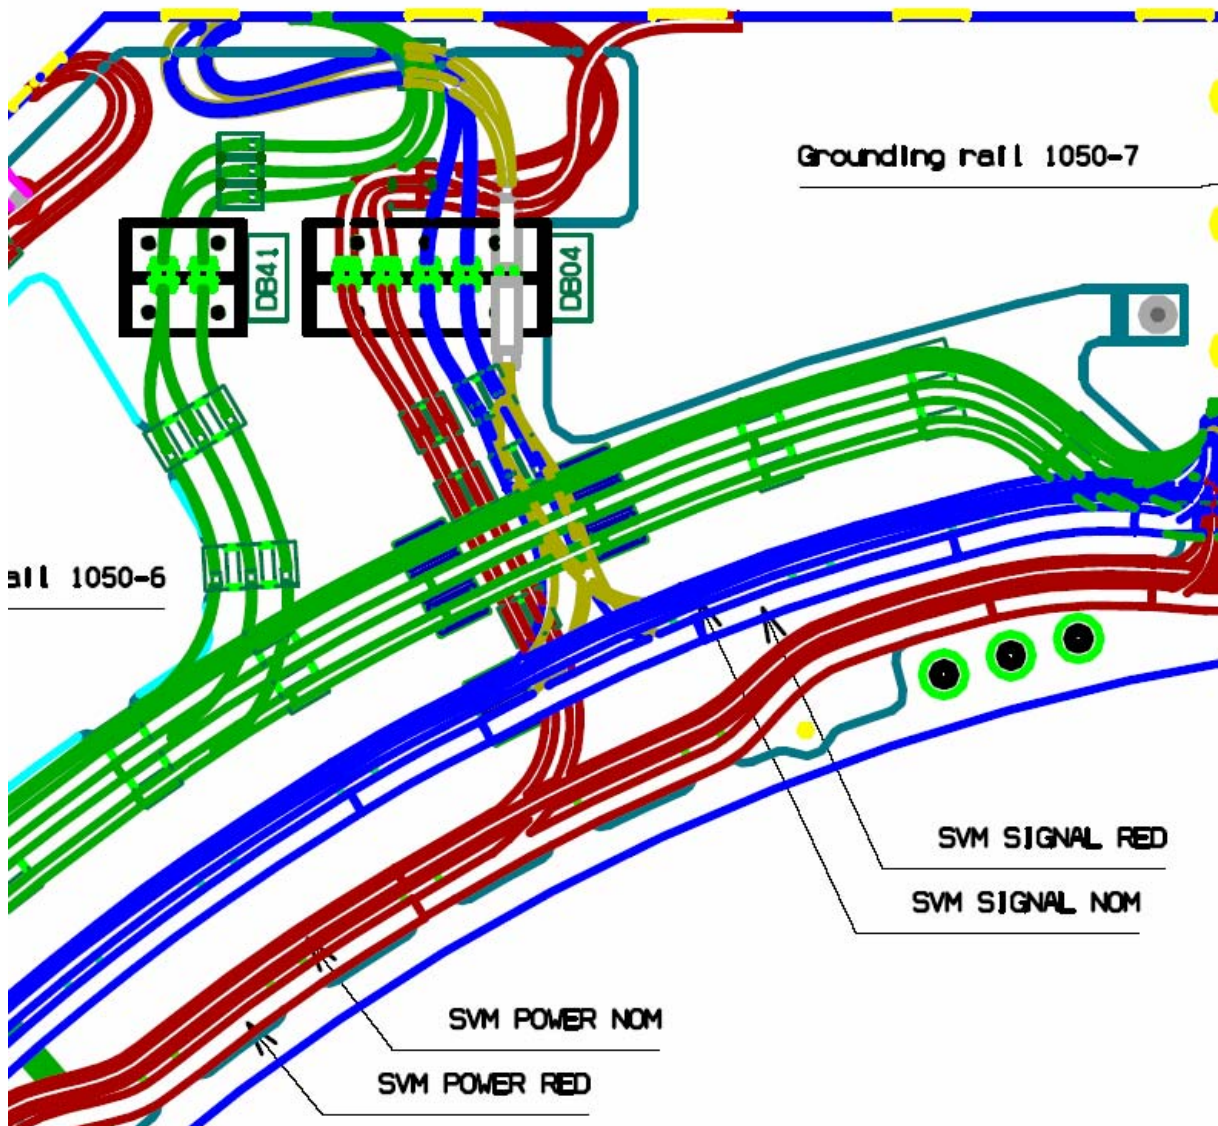 Grounding rail 1050-7
DB41
DB04
ail 1050-6
SVM SIGNAL RED
SVM SIGNAL NOM
SVM POWER NOM
SVM POWER RED